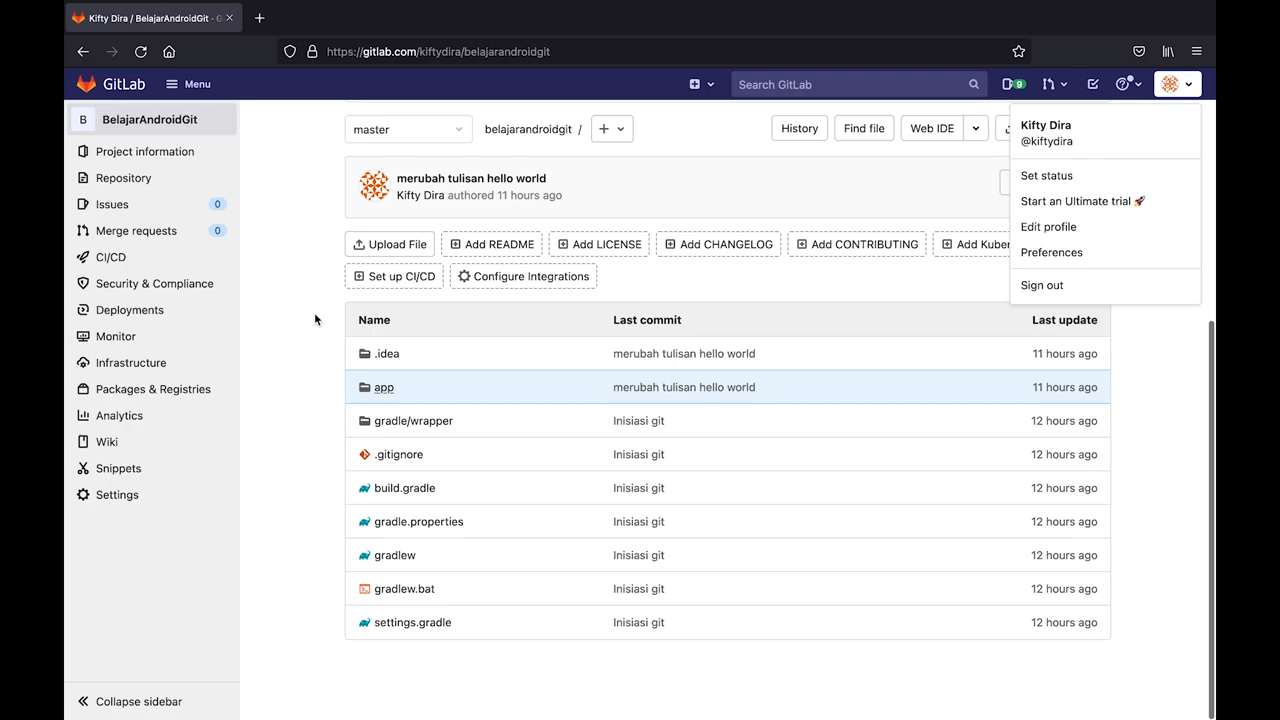 Kifty Dira / BelajarAndroidGit · G
https://gitlab.com/kiftydira/belajarandroidgit
GitLab
Menu
Search GitLab
9
B BelajarAndroidGit
Project information
Repository
Issues 0
Merge requests 0
CI/CD
Security & Compliance
Deployments
Monitor
Infrastructure
Packages & Registries
Analytics
Wiki
Snippets
Settings
Collapse sidebar
master
belajarandroidgit /
History
Find file
Web IDE
Kifty Dira
@kiftydira
Set status
Start an Ultimate trial 🚀
Edit profile
Preferences
Sign out
merubah tulisan hello world
Kifty Dira authored 11 hours ago
Upload File
Add README
Add LICENSE
Add CHANGELOG
Add CONTRIBUTING
Add Kuber
Set up CI/CD
Configure Integrations
Name Last commit Last update
.idea merubah tulisan hello world 11 hours ago
app merubah tulisan hello world 11 hours ago
gradle/wrapper Inisiasi git 12 hours ago
.gitignore Inisiasi git 12 hours ago
build.gradle Inisiasi git 12 hours ago
gradle.properties Inisiasi git 12 hours ago
gradlew Inisiasi git 12 hours ago
gradlew.bat Inisiasi git 12 hours ago
settings.gradle Inisiasi git 12 hours ago